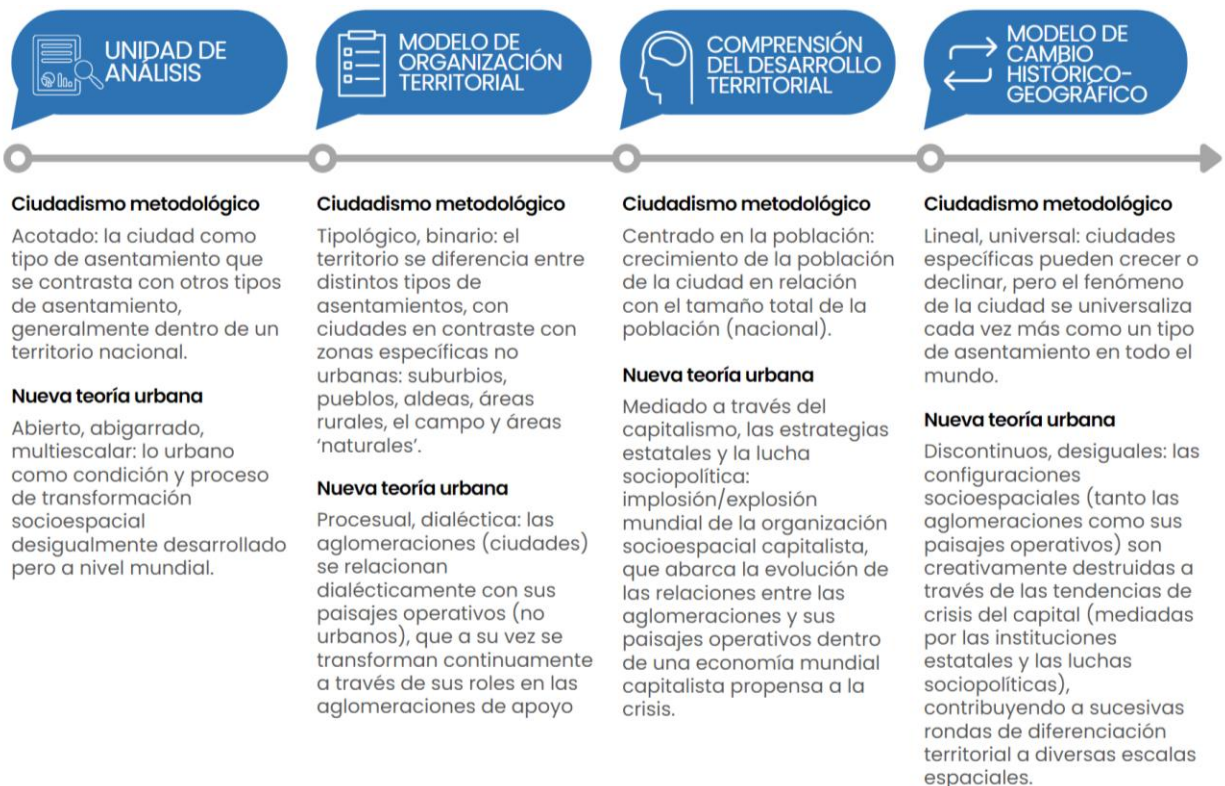 UNIDAD DE
ANÁLISIS
MODELO DE
ORGANIZACIÓN
TERRITORIAL
COMPRENSIÓN
DEL DESARROLLO
TERRITORIAL
MODELO DE
CAMBIO
HISTÓRICO-
GEOGRÁFICO
Ciudadismo metodológico
Acotado: la ciudad como
tipo de asentamiento que
se contrasta con otros tipos
de asentamiento,
generalmente dentro de un
territorio nacional.
Nueva teoría urbana
Abierto, abigarrado,
multiescalar: lo urbano
como condición y proceso
de transformación
socioespacial
desigualmente desarrollado
pero a nivel mundial.
Ciudadismo metodológico
Tipológico, binario: el
territorio se diferencia entre
distintos tipos de
asentamientos, con
ciudades en contraste con
zonas específicas no
urbanas: suburbios,
pueblos, aldeas, áreas
rurales, el campo y áreas
‘naturales’.
Nueva teoría urbana
Procesual, dialéctica: las
aglomeraciones (ciudades)
se relacionan
dialécticamente con sus
paisajes operativos (no
urbanos), que a su vez se
transforman continuamente
a través de sus roles en las
aglomeraciones de apoyo
Ciudadismo metodológico
Centrado en la población:
crecimiento de la población
de la ciudad en relación
con el tamaño total de la
población (nacional).
Nueva teoría urbana
Mediado a través del
capitalismo, las estrategias
estatales y la lucha
sociopolítica:
implosión/explosión
mundial de la organización
socioespacial capitalista,
que abarca la evolución de
las relaciones entre las
aglomeraciones y sus
paisajes operativos dentro
de una economía mundial
capitalista propensa a la
crisis.
Ciudadismo metodológico
Lineal, universal: ciudades
específicas pueden crecer o
declinar, pero el fenómeno
de la ciudad se universaliza
cada vez más como un tipo
de asentamiento en todo el
mundo.
Nueva teoría urbana
Discontinuos, desiguales: las
configuraciones
socioespaciales (tanto las
aglomeraciones como sus
paisajes operativos) son
creativamente destruidas a
través de las tendencias de
crisis del capital (mediadas
por las instituciones
estatales y las luchas
sociopolíticas),
contribuyendo a sucesivas
rondas de diferenciación
territorial a diversas escalas
espaciales.